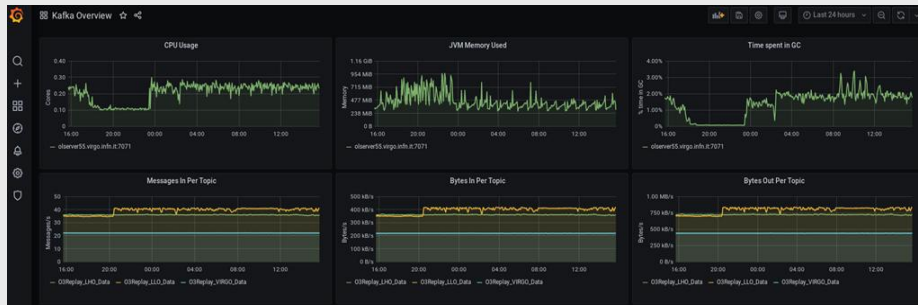 Kafka Overview
Last 24 hours
CPU Usage
0.40
0.30
0.20
0.10
0
Cores
16:00 20:00 00:00 04:00 08:00 12:00
olserver55.virgo.infn.it:7071
JVM Memory Used
1.16 GiB
954 MiB
715 MiB
477 MiB
238 MiB
0 B
Memory
16:00 20:00 00:00 04:00 08:00 12:00
olserver55.virgo.infn.it:7071
Time spent in GC
4.00%
3.00%
2.00%
1.00%
0%
% time in GC
16:00 20:00 00:00 04:00 08:00 12:00
olserver55.virgo.infn.it:7071
Messages In Per Topic
50
40
30
20
10
0
Messages/s
16:00 20:00 00:00 04:00 08:00 12:00
O3Replay_LHO_Data O3Replay_LLO_Data O3Replay_VIRGO_Data
Bytes In Per Topic
500 kB/s
400 kB/s
300 kB/s
200 kB/s
100 kB/s
0 B/s
Bytes/s
16:00 20:00 00:00 04:00 08:00 12:00
O3Replay_LHO_Data O3Replay_LLO_Data O3Replay_VIRGO_Data
Bytes Out Per Topic
1.00 MB/s
750 kB/s
500 kB/s
250 kB/s
0 B/s
Bytes/s
16:00 20:00 00:00 04:00 08:00 12:00
O3Replay_LHO_Data O3Replay_LLO_Data O3Replay_VIRGO_Data